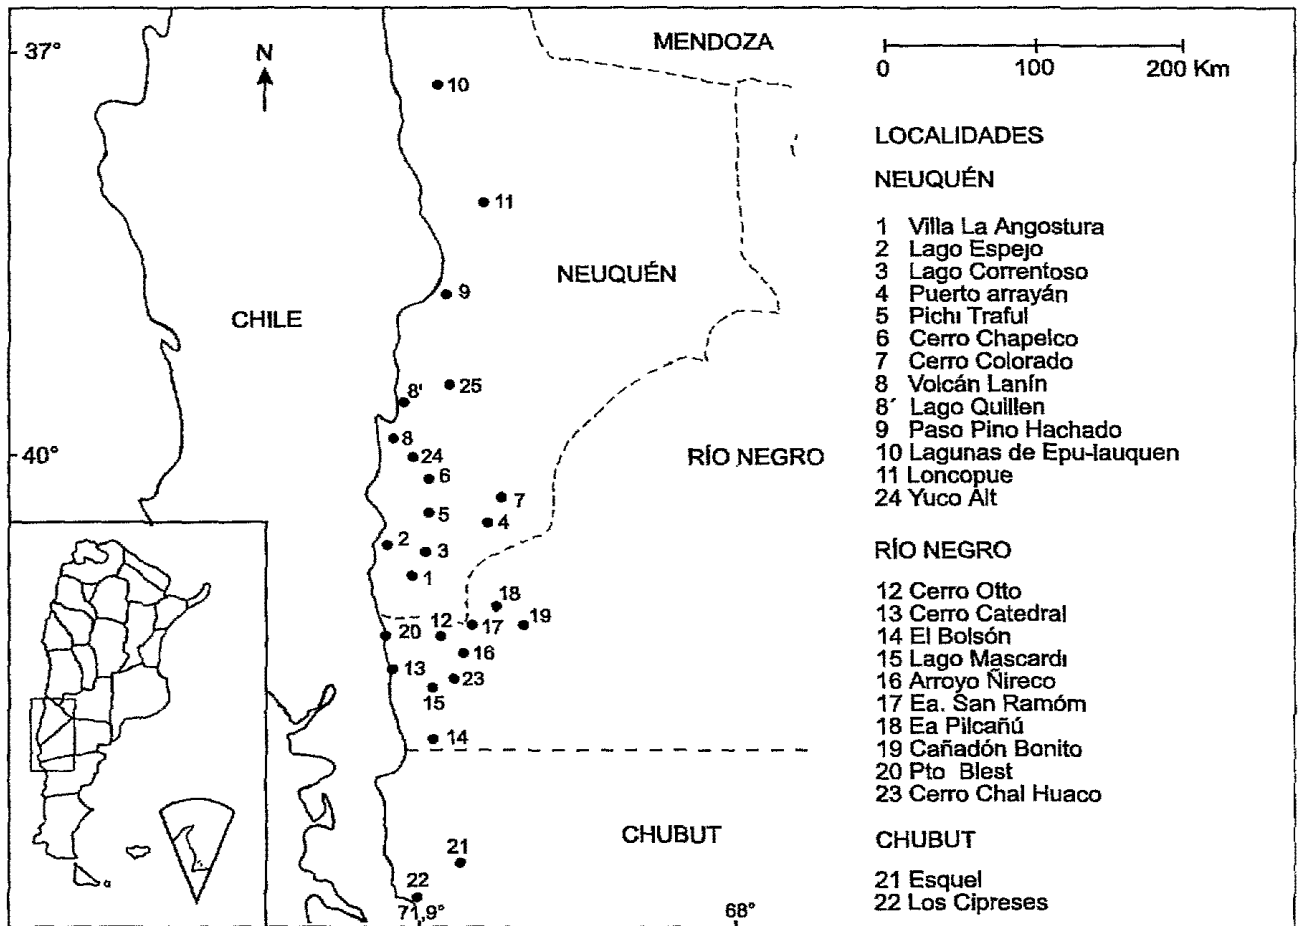 37°
N
MENDOZA
0 100 200 Km
10
11
NEUQUÉN
9
CHILE
25
8'
8
24
40°
RÍO NEGRO
6
7
5
4
2
3
1
18
19
12
17
20
16
13
23
15
14
CHUBUT
21
22
71,9°
68°
LOCALIDADES
NEUQUÉN
1 Villa La Angostura
2 Lago Espejo
3 Lago Correntoso
4 Puerto arrayán
5 Pichi Traful
6 Cerro Chapelco
7 Cerro Colorado
8 Volcán Lanín
8´ Lago Quillen
9 Paso Pino Hachado
10 Lagunas de Epu-lauquen
11 Loncopue
24 Yuco Alt
RÍO NEGRO
12 Cerro Otto
13 Cerro Catedral
14 El Bolsón
15 Lago Mascardi
16 Arroyo Ñireco
17 Ea. San Ramóm
18 Ea Pilcañú
19 Cañadón Bonito
20 Pto Blest
23 Cerro Chal Huaco
CHUBUT
21 Esquel
22 Los Cipreses